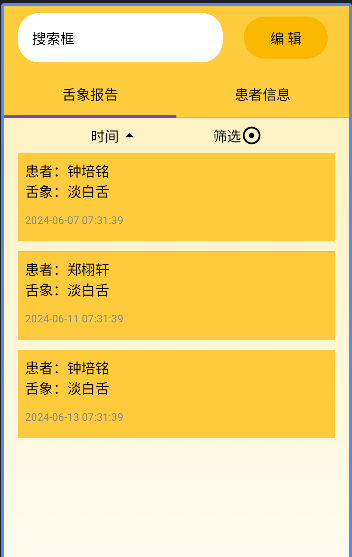 搜索框
编 辑
舌象报告
患者信息
时间
筛选
患者：钟培铭
舌象：淡白舌
2024-06-07 07:31:39
患者：郑栩轩
舌象：淡白舌
2024-06-11 07:31:39
患者：钟培铭
舌象：淡白舌
2024-06-13 07:31:39